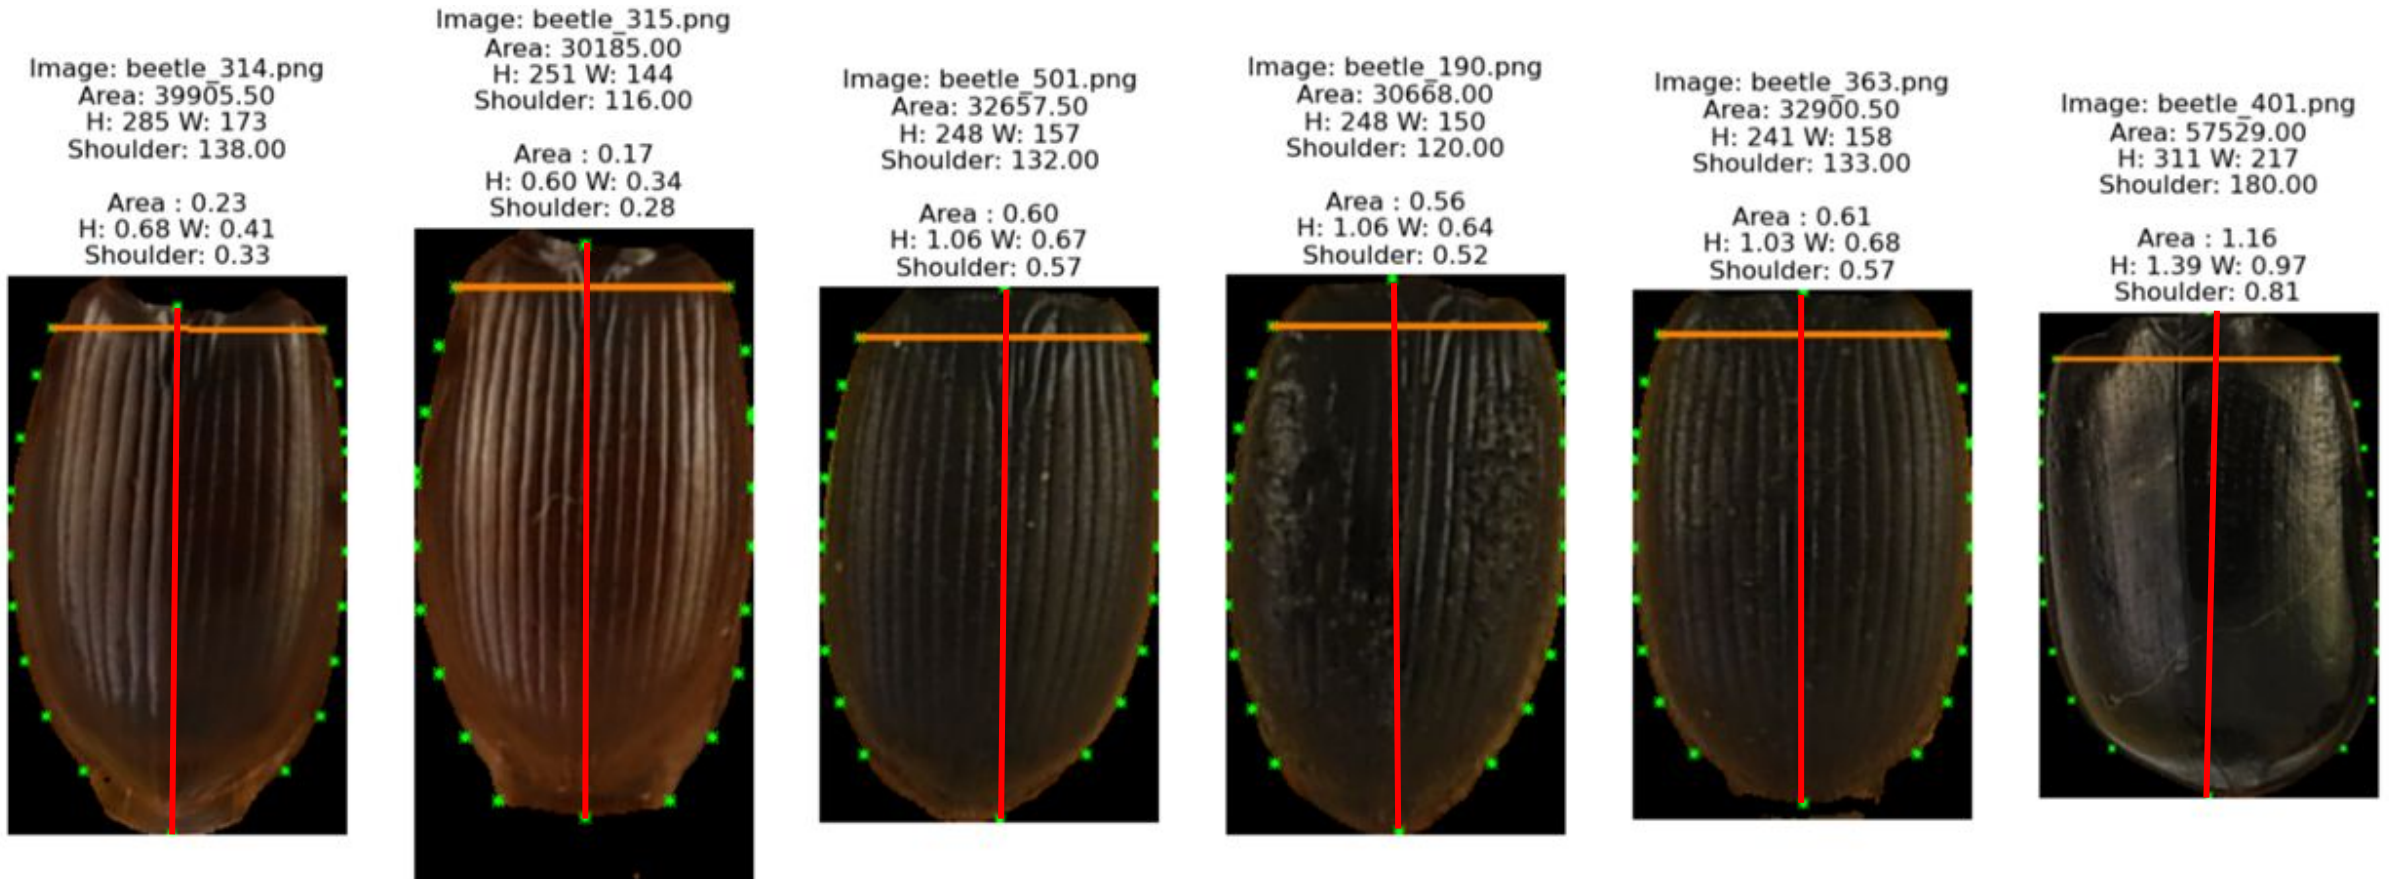 Image: beetle_314.png
Area: 39905.50
H: 285 W: 173
Shoulder: 138.00
Area : 0.23
H: 0.68 W: 0.41
Shoulder: 0.33
Image: beetle_315.png
Area: 30185.00
H: 251 W: 144
Shoulder: 116.00
Area : 0.17
H: 0.60 W: 0.34
Shoulder: 0.28
Image: beetle_501.png
Area: 32657.50
H: 248 W: 157
Shoulder: 132.00
Area : 0.60
H: 1.06 W: 0.67
Shoulder: 0.57
Image: beetle_190.png
Area: 30668.00
H: 248 W: 150
Shoulder: 120.00
Area : 0.56
H: 1.06 W: 0.64
Shoulder: 0.52
Image: beetle_363.png
Area: 32900.50
H: 241 W: 158
Shoulder: 133.00
Area : 0.61
H: 1.03 W: 0.68
Shoulder: 0.57
Image: beetle_401.png
Area: 57529.00
H: 311 W: 217
Shoulder: 180.00
Area : 1.16
H: 1.39 W: 0.97
Shoulder: 0.81